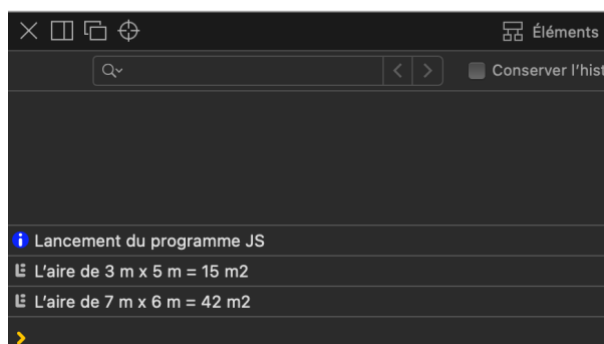 Éléments
Conserver l’hist
Lancement du programme JS
L’aire de 3 m x 5 m = 15 m2
L’aire de 7 m x 6 m = 42 m2